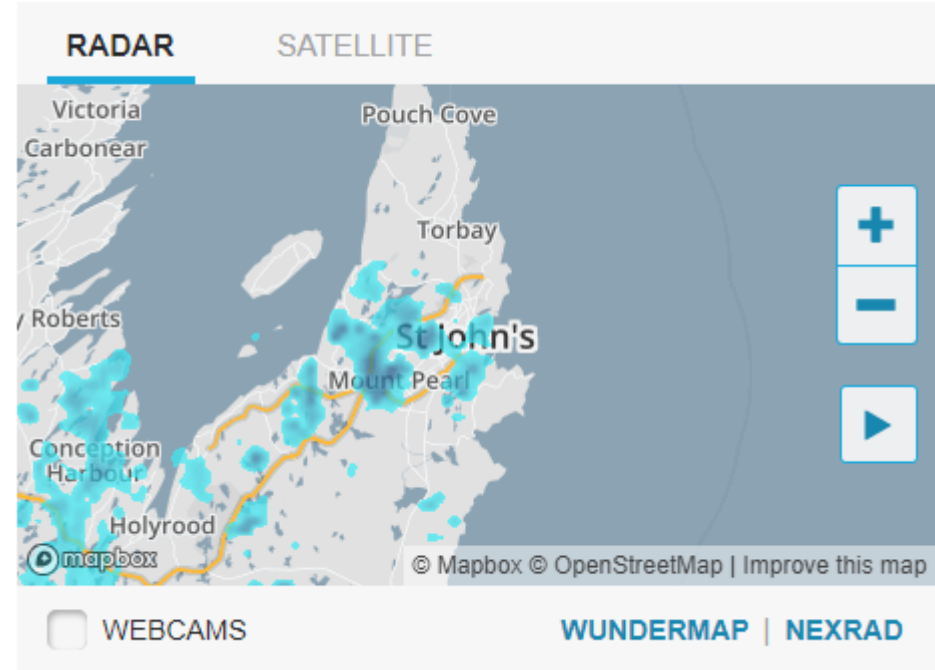 RADAR SATELLITE
Victoria
Pouch Cove
Carbonear
Torbay
y Roberts
St John's
Mount Pearl
Conception
Harbour
Holyrood
mapbox
© Mapbox © OpenStreetMap | Improve this map
WEBCAMS WUNDERMAP | NEXRAD